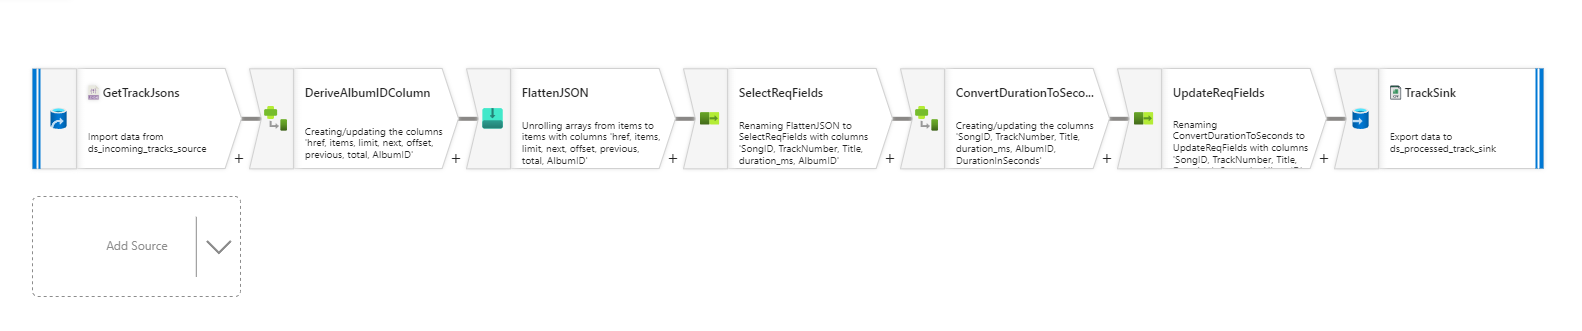 GetTrackJsons
Import data from
ds_incoming_tracks_source
+
DeriveAlbumIDColumn
Creating/updating the columns
'href, items, limit, next, offset,
previous, total, AlbumID'
+
FlattenJSON
Unrolling arrays from items to
items with columns 'href, items,
limit, next, offset, previous,
total, AlbumID'
+
SelectReqFields
Renaming FlattenJSON to
SelectReqFields with columns
'SongID, TrackNumber, Title,
duration_ms, AlbumID'
+
ConvertDurationToSeco...
Creating/updating the columns
'SongID, TrackNumber, Title,
duration_ms, AlbumID,
DurationInSeconds'
+
UpdateReqFields
Renaming
ConvertDurationToSeconds to
UpdateReqFields with columns
'SongID, TrackNumber, Title,
+
TrackSink
Export data to
ds_processed_track_sink
Add Source